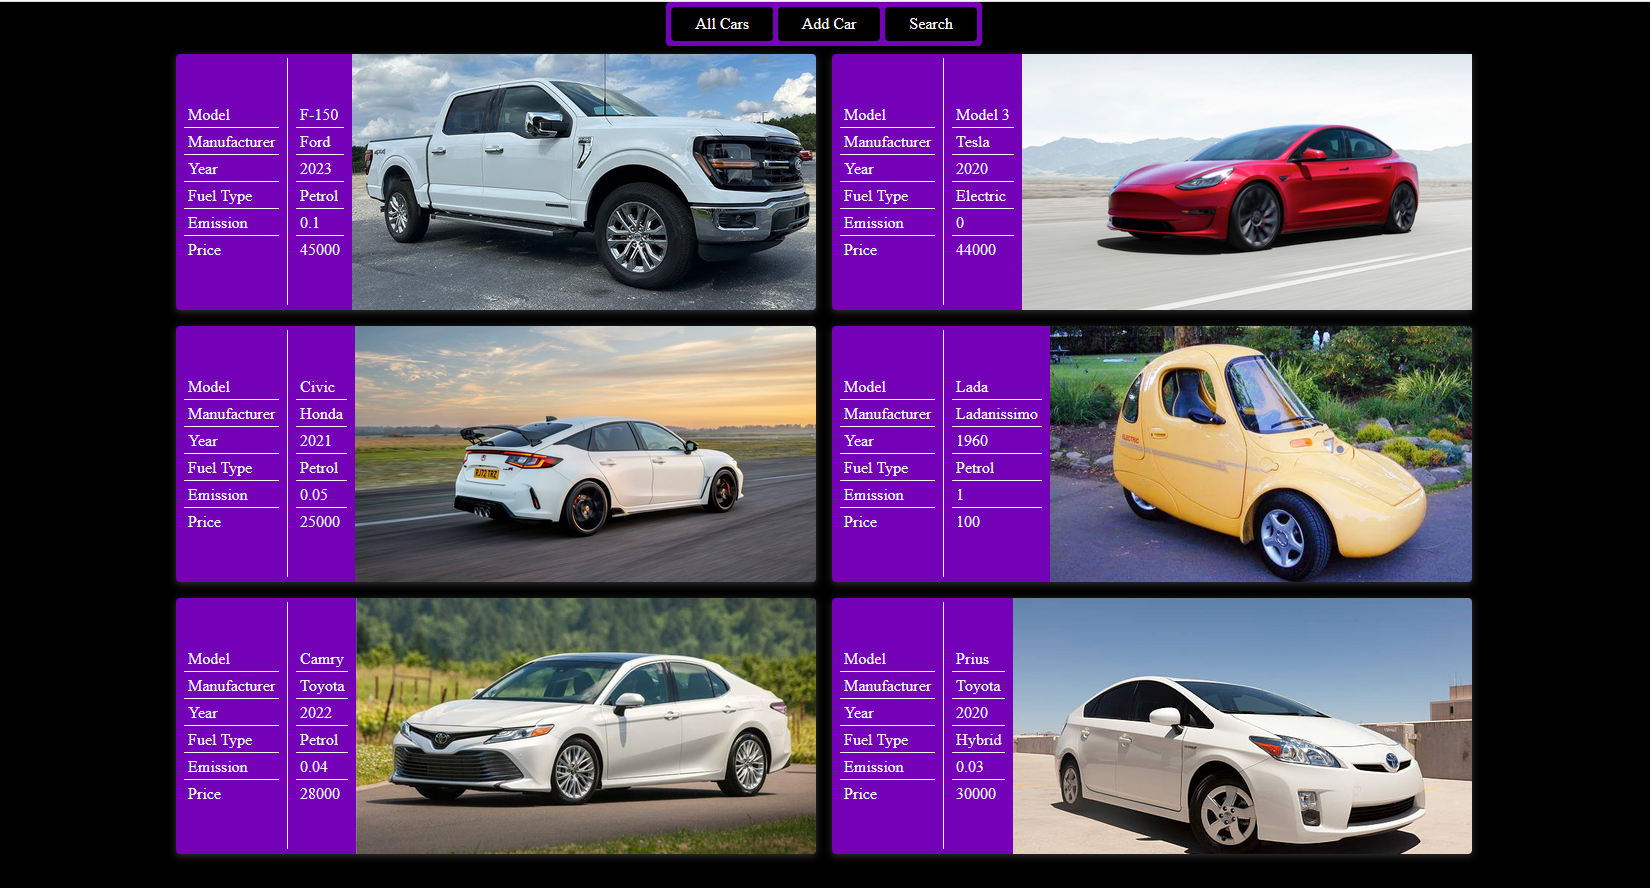 All Cars Add Car Search
Model F-150
Manufacturer Ford
Year 2023
Fuel Type Petrol
Emission 0.1
Price 45000
Model Model 3
Manufacturer Tesla
Year 2020
Fuel Type Electric
Emission 0
Price 44000
Model Civic
Manufacturer Honda
Year 2021
Fuel Type Petrol
Emission 0.05
Price 25000
Model Lada
Manufacturer Ladanissimo
Year 1960
Fuel Type Petrol
Emission 1
Price 100
ELECTRIC
Model Camry
Manufacturer Toyota
Year 2022
Fuel Type Petrol
Emission 0.04
Price 28000
Model Prius
Manufacturer Toyota
Year 2020
Fuel Type Hybrid
Emission 0.03
Price 30000